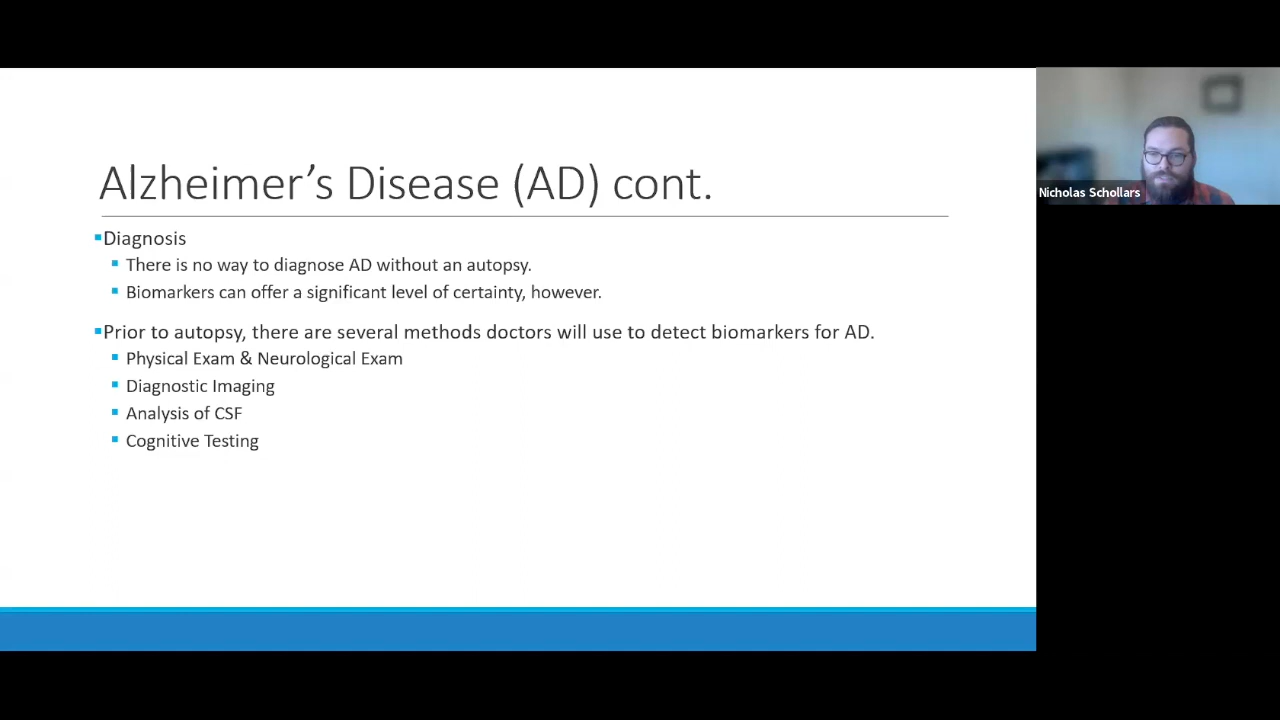 Alzheimer’s Disease (AD) cont.
▪Diagnosis
▪ There is no way to diagnose AD without an autopsy.
▪ Biomarkers can offer a significant level of certainty, however.
▪Prior to autopsy, there are several methods doctors will use to detect biomarkers for AD.
▪ Physical Exam & Neurological Exam
▪ Diagnostic Imaging
▪ Analysis of CSF
▪ Cognitive Testing
Nicholas Schollars